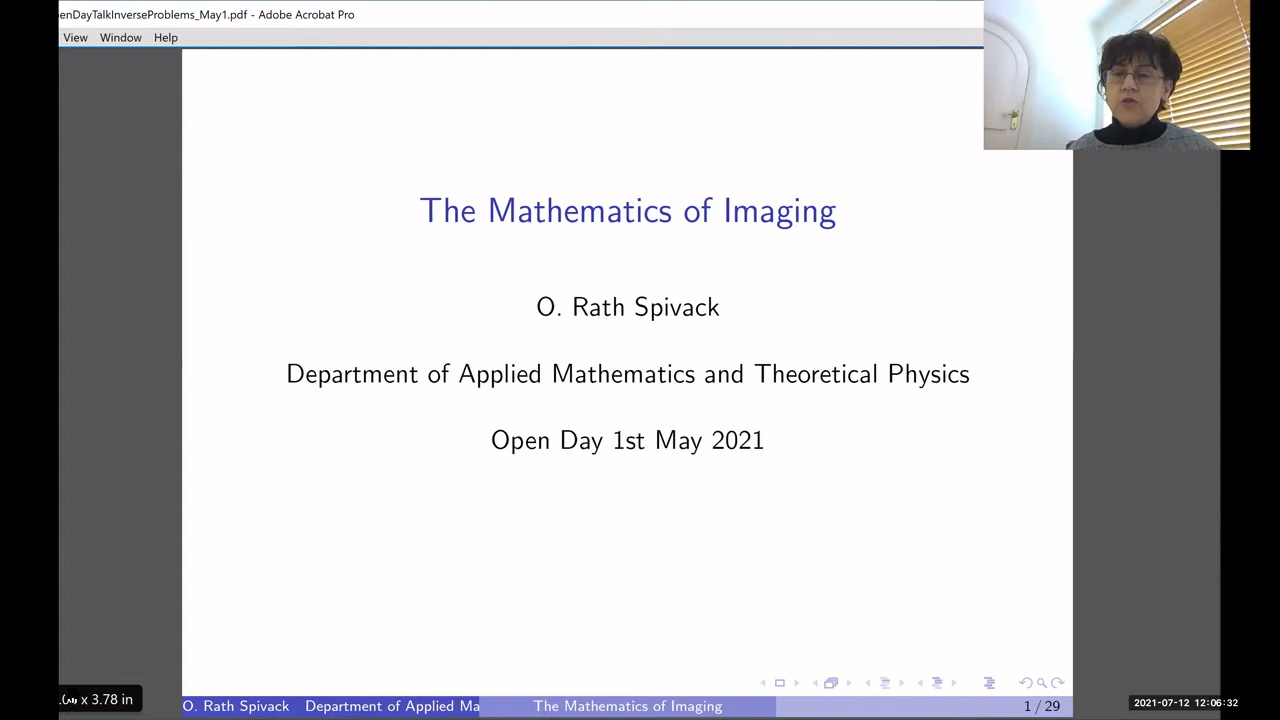 enDayTalkInverseProblems_May1.pdf - Adobe Acrobat Pro
View Window Help
The Mathematics of Imaging
O. Rath Spivack
Department of Applied Mathematics and Theoretical Physics
Open Day 1st May 2021
x 3.78 in
O. Rath Spivack Department of Applied Ma The Mathematics of Imaging 1 / 29
2021-07-12 12:06:32